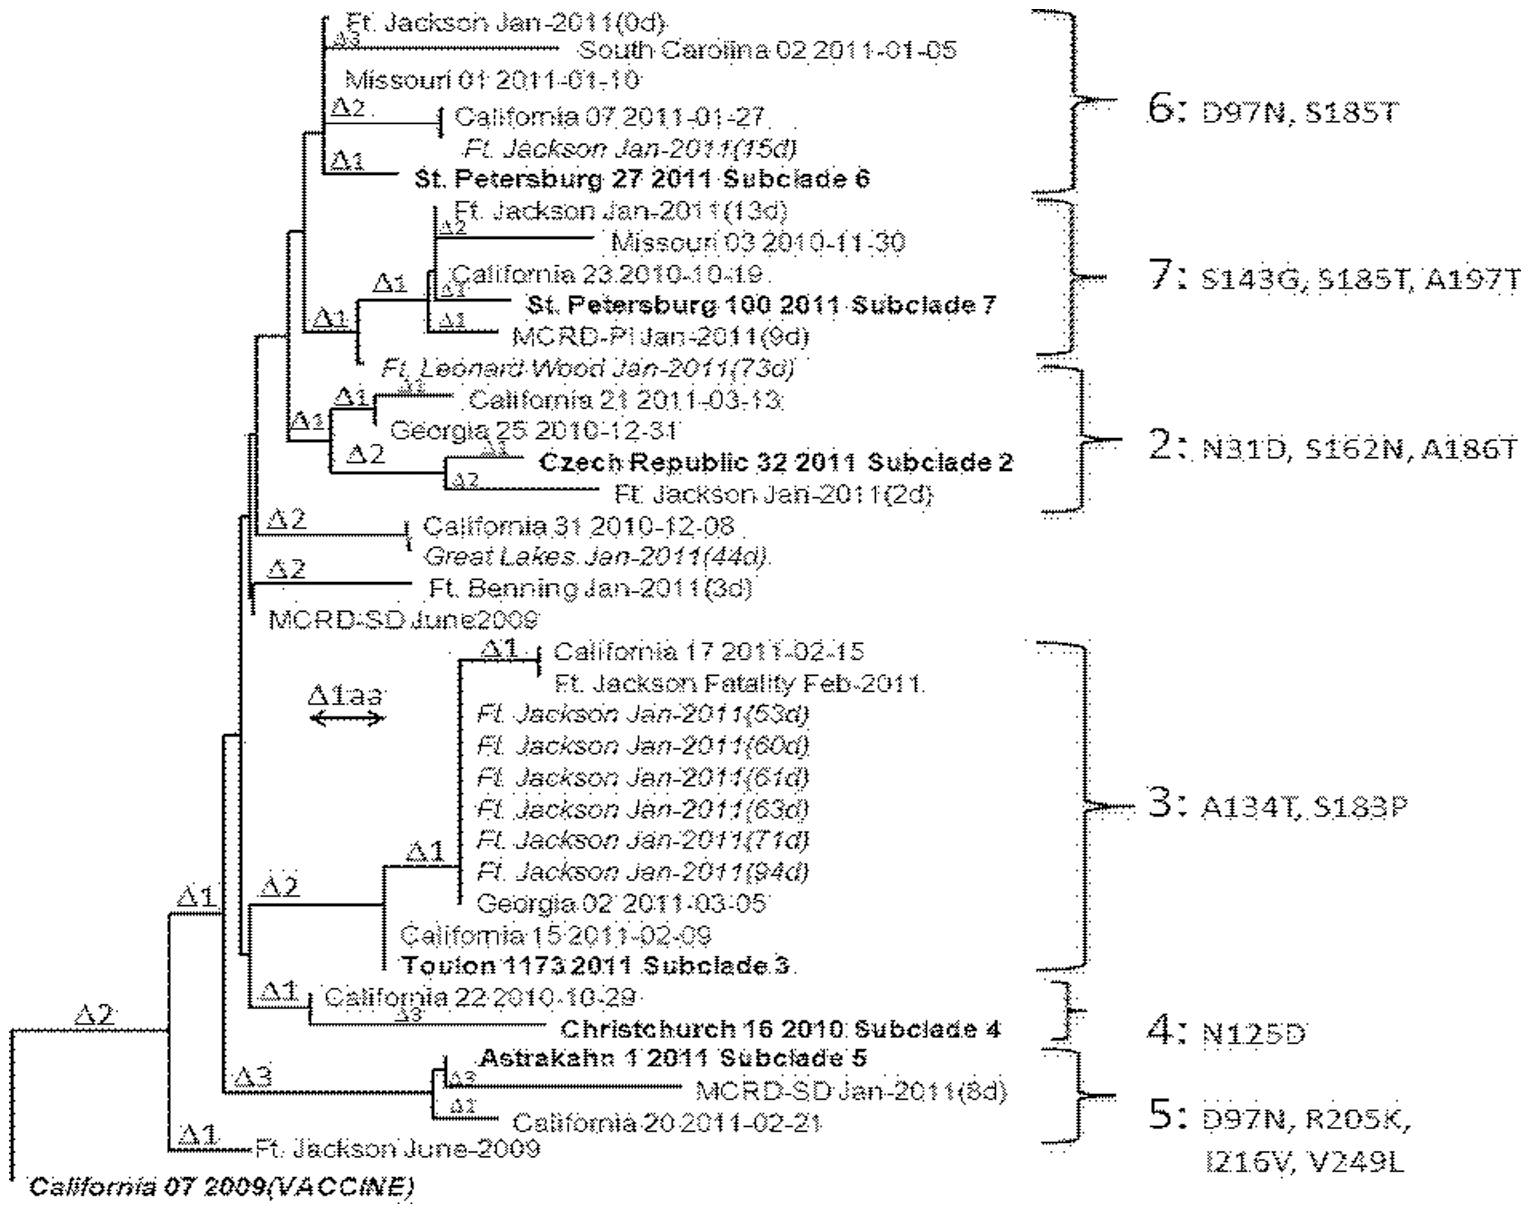 Ft. Jackson Jan-2011(0d)
Δ3
South Carolina 02 2011-01-05
Missouri 01 2011-01-10
Δ2
California 07 2011-01-27
Ft. Jackson Jan-2011(15d)
Δ1
St. Petersburg 27 2011 Subclade 6
6: D97N, S185T
Ft. Jackson Jan-2011(13d)
Δ2
Missouri 03 2010-11-30
Δ1
California 23 2010-10-19
Δ1
St. Petersburg 100 2011 Subclade 7
Δ1
Δ1
MCRD-PI Jan-2011(9d)
Ft. Leonard Wood Jan-2011(73d)
7: S143G, S185T, A197T
Δ1
Δ1
California 21 2011-03-13
Δ1
Georgia 25 2010-12-31
Δ2
Δ1
Czech Republic 32 2011 Subclade 2
Δ2
Ft. Jackson Jan-2011(2d)
2: N31D, S162N, A186T
Δ2
California 31 2010-12-08
Great Lakes Jan-2011(44d)
Δ2
Ft. Benning Jan-2011(3d)
MCRD-SD June2009
Δ1
California 17 2011-02-15
Ft. Jackson Fatality Feb-2011
Δ1aa
Ft. Jackson Jan-2011(53d)
Ft. Jackson Jan-2011(60d)
Ft. Jackson Jan-2011(61d)
Ft. Jackson Jan-2011(63d)
Ft. Jackson Jan-2011(71d)
Δ1
Ft. Jackson Jan-2011(94d)
Δ2
Georgia 02 2011-03-05
California 15 2011-02-09
Toulon 1173 2011 Subclade 3
3: A134T, S183P
Δ1
Δ1
California 22 2010-10-29
Δ3
Christchurch 16 2010 Subclade 4
4: N125D
Δ2
Astrakahn 1 2011 Subclade 5
Δ3
Δ3
MCRD-SD Jan-2011(8d)
Δ1
California 20 2011-02-21
5: D97N, R205K,
I216V, V249L
Δ1
Ft. Jackson June-2009
California 07 2009(VACCINE)